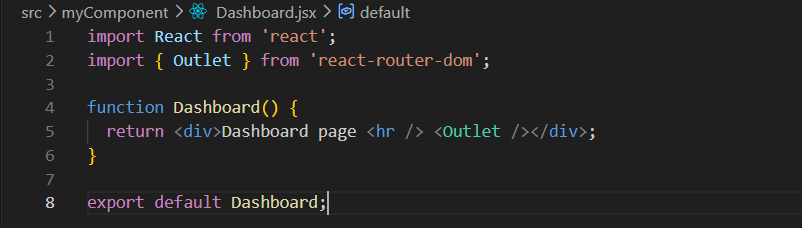 src > myComponent > Dashboard.jsx > default
1 import React from 'react';
2 import { Outlet } from 'react-router-dom';
3
4 function Dashboard() {
5 return <div>Dashboard page <hr /> <Outlet /></div>;
6 }
7
8 export default Dashboard;